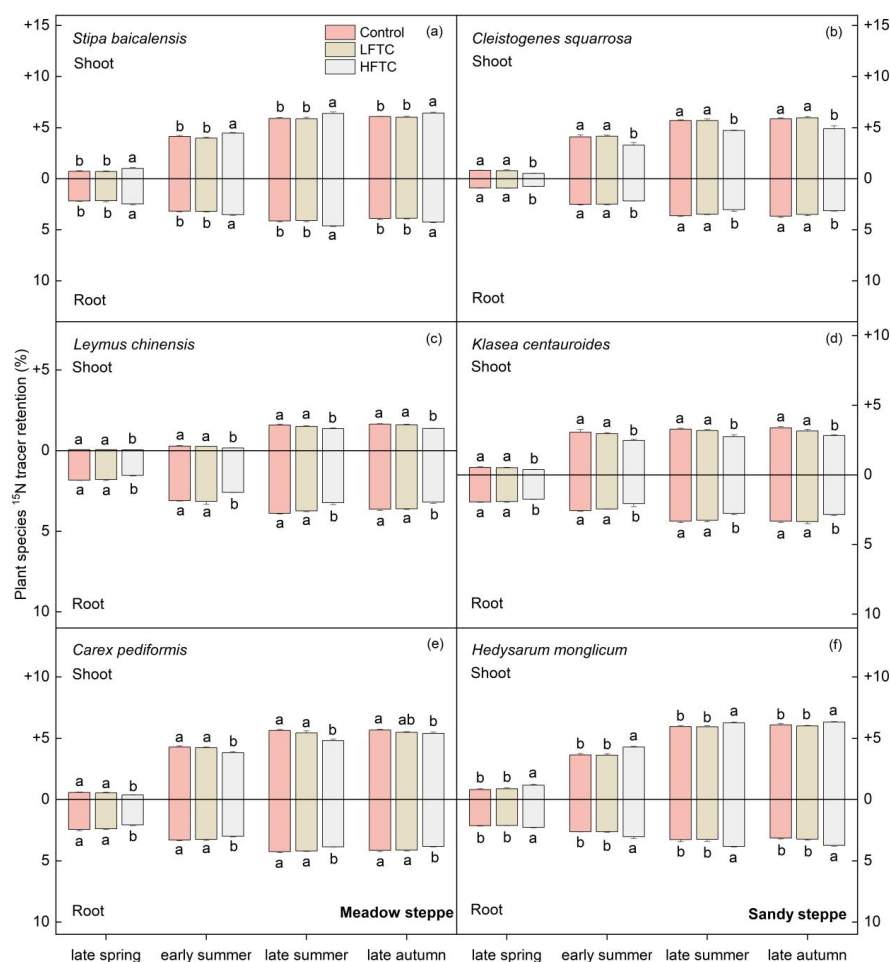 Plant species ¹⁵N tracer retention (%)
+15
+10
+5
0
5
10
Stipa baicalensis
(a)
Shoot
Control
LFTC
HFTC
b b a
b b a
b b a
b b a
b b a
b b a
b b a
b b a
Root
Cleistogenes squarrosa
(b)
Shoot
+15
+10
+5
0
5
10
a a b
a a b
a a b
a a b
a a b
a a b
a a b
a a b
Root
Leymus chinensis
(c)
Shoot
+5
0
5
10
a a b
a a b
a a b
a a b
a a b
a a b
a a b
a a b
Root
Klasea centauroides
(d)
Shoot
+10
+5
0
5
10
a a b
a a b
a a b
a a b
a a b
a a b
a a b
a a b
Root
Carex pediformis
(e)
Shoot
+10
+5
0
5
10
a a b
a a b
a a b
a ab b
a a b
a a b
a a b
a a b
Root
Meadow steppe
Hedysarum monglicum
(f)
Shoot
+10
+5
0
5
10
b b a
b b a
b b a
b b a
b b a
b b a
b b a
b b a
Root
Sandy steppe
late spring early summer late summer late autumn
late spring early summer late summer late autumn